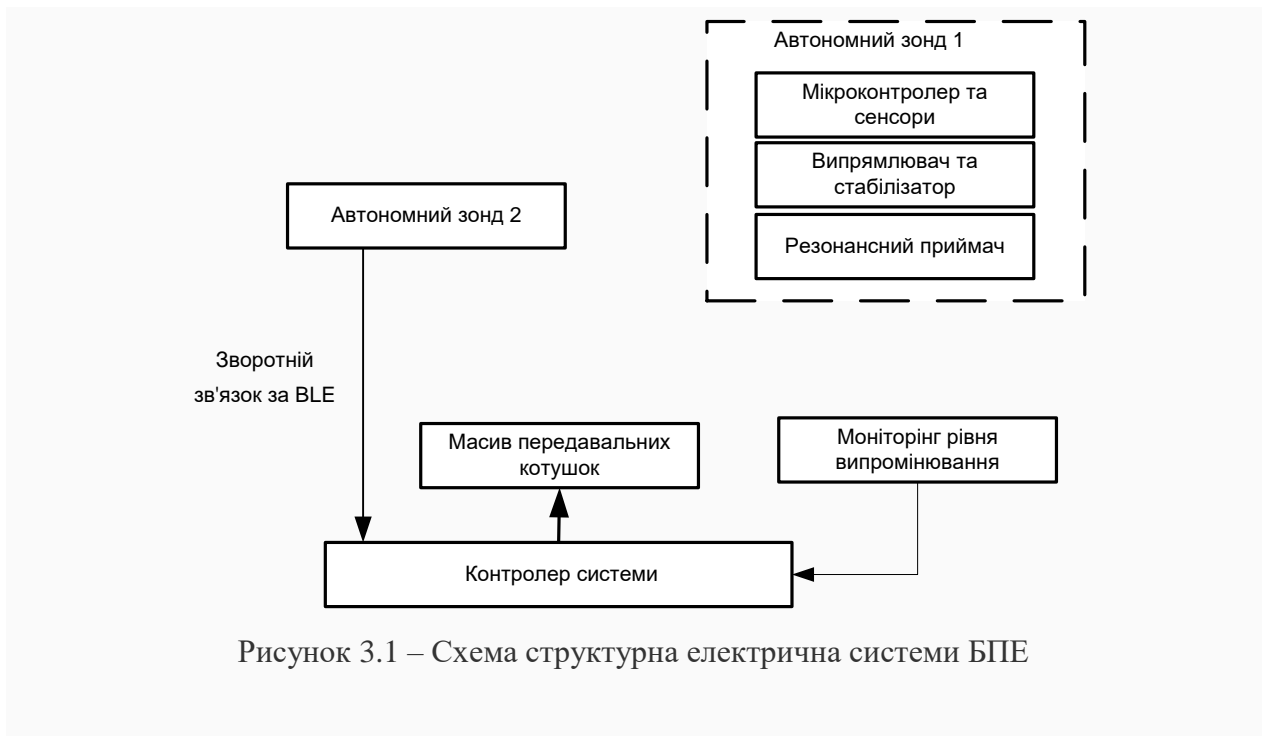 Автономний зонд 1
Мікроконтролер та
сенсори
Випрямлювач та
стабілізатор
Резонансний приймач
Автономний зонд 2
Зворотній
зв'язок за BLE
Масив передавальних
котушок
Моніторінг рівня
випромінювання
Контролер системи
Рисунок 3.1 – Схема структурна електрична системи БПЕ